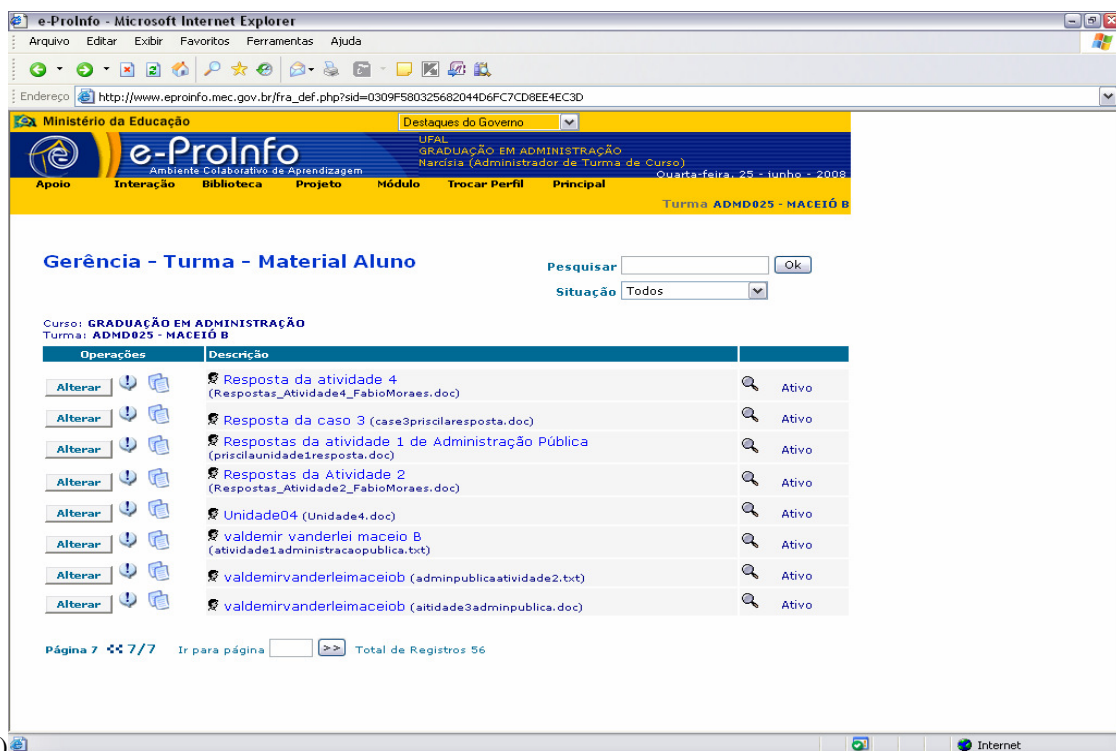 e-ProInfo - Microsoft Internet Explorer
Arquivo Editar Exibir Favoritos Ferramentas Ajuda
Endereço http://www.eproinfo.mec.gov.br/fra_def.php?sid=0309F580325682044D6FC7CD8EE4EC3D
Ministério da Educação Destaques do Governo
UFAL
e-ProInfo GRADUAÇÃO EM ADMINISTRAÇÃO
Narcísia (Administrador de Turma de Curso)
Ambiente Colaborativo de Aprendizagem Quarta-feira, 25 - junho - 2008
Apoio Interação Biblioteca Projeto Módulo Trocar Perfil Principal
Turma ADMD025 - MACEIÓ B
Gerência - Turma - Material Aluno
Pesquisar Ok
Situação Todos
Curso: GRADUAÇÃO EM ADMINISTRAÇÃO
Turma: ADMD025 - MACEIÓ B
Operações Descrição
Alterar Resposta da atividade 4 Ativo
(Respostas_Atividade4_FabioMoraes.doc)
Alterar Resposta da caso 3 (case3priscilaresposta.doc) Ativo
Alterar Respostas da atividade 1 de Administração Pública Ativo
(priscilaunidade1resposta.doc)
Alterar Respostas da Atividade 2 Ativo
(Respostas_Atividade2_FabioMoraes.doc)
Alterar Unidade04 (Unidade4.doc) Ativo
Alterar valdemir vanderlei maceio B Ativo
(atividade1administracaopublica.txt)
Alterar valdemirvanderleimaceiob (adminpublicaatividade2.txt) Ativo
Alterar valdemirvanderleimaceiob (aitidade3adminpublica.doc) Ativo
Página 7 7/7 Ir para página >> Total de Registros 56
) Internet